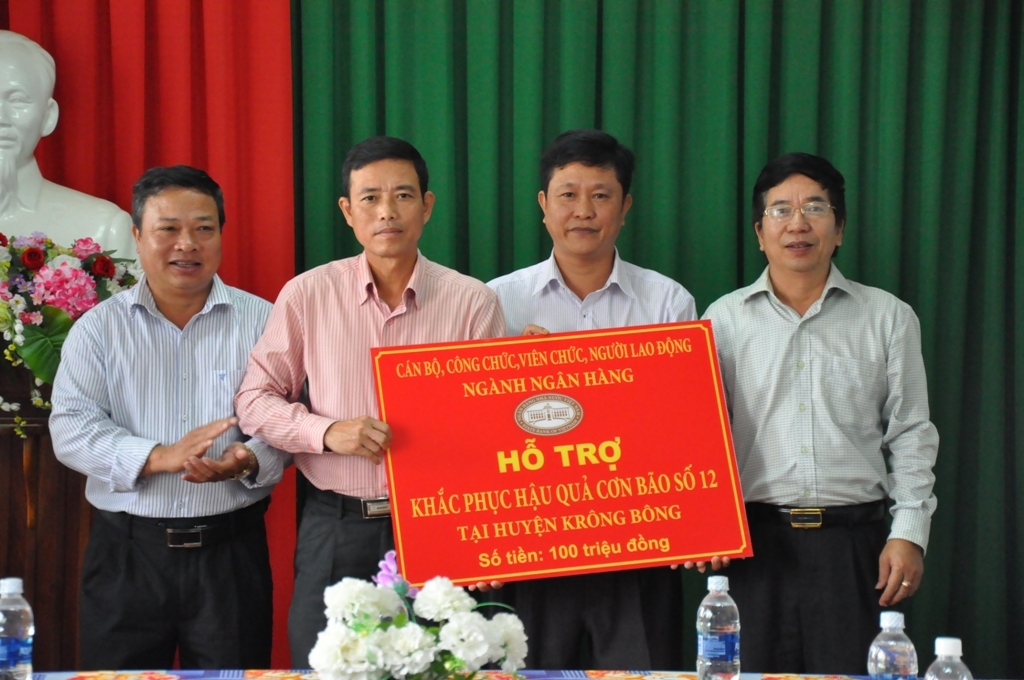 CÁN BỘ, CÔNG CHỨC,VIÊN CHỨC, NGƯỜI LAO ĐỘNG
NGÀNH NGÂN HÀNG
HỖ TRỢ
KHẮC PHỤC HẬU QUẢ CƠN BÃO SỐ 12
TẠI HUYỆN KRÔNG BÔNG
Số tiền: 100 triệu đồng